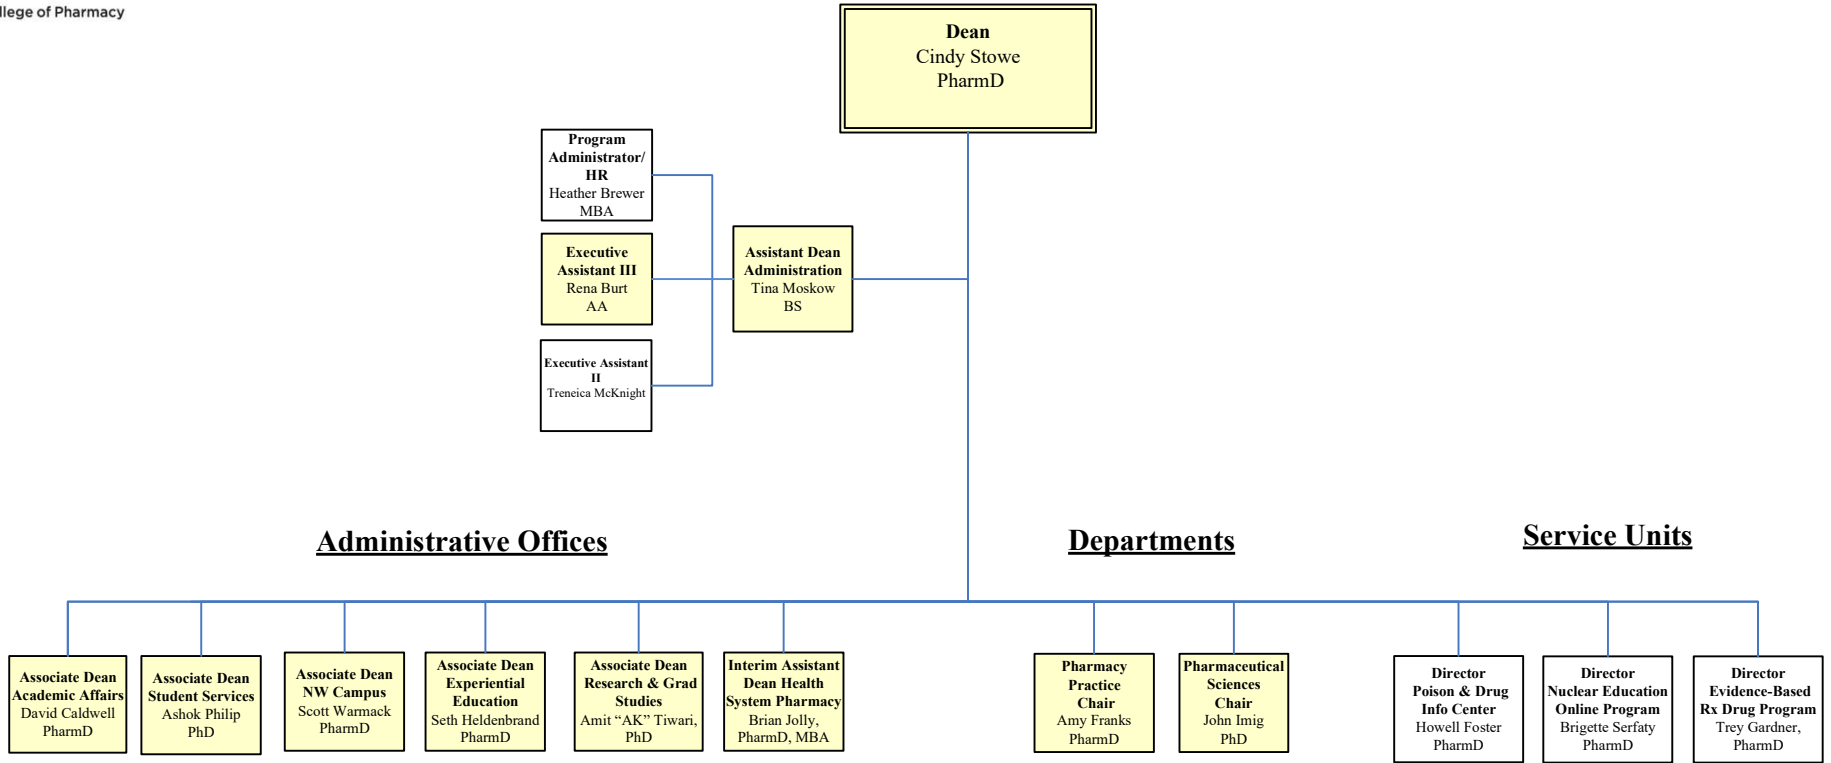 llege of Pharmacy
Dean
Cindy Stowe
PharmD
Program
Administrator/
HR
Heather Brewer
MBA
Executive
Assistant III
Rena Burt
AA
Executive Assistant
II
Treneica McKnight
Assistant Dean
Administration
Tina Moskow
BS
Administrative Offices
Departments
Service Units
Associate Dean
Academic Affairs
David Caldwell
PharmD
Associate Dean
Student Services
Ashok Philip
PhD
Associate Dean
NW Campus
Scott Warmack
PharmD
Associate Dean
Experiential
Education
Seth Heldenbrand
PharmD
Associate Dean
Research & Grad
Studies
Amit “AK” Tiwari,
PhD
Interim Assistant
Dean Health
System Pharmacy
Brian Jolly,
PharmD, MBA
Pharmacy
Practice
Chair
Amy Franks
PharmD
Pharmaceutical
Sciences
Chair
John Imig
PhD
Director
Poison & Drug
Info Center
Howell Foster
PharmD
Director
Nuclear Education
Online Program
Brigette Serfaty
PharmD
Director
Evidence-Based
Rx Drug Program
Trey Gardner,
PharmD